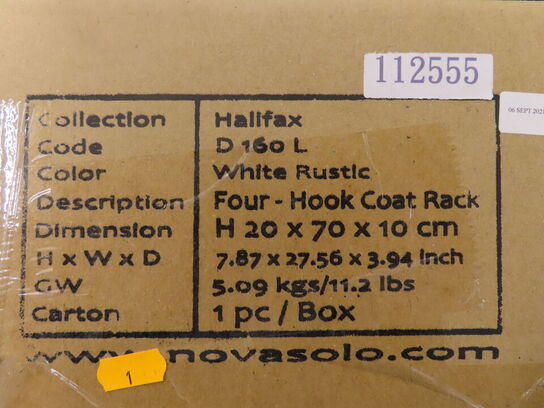 112555
06 SEPT 2021
Collection Halifax
Code D 160 L
Color White Rustic
Description Four - Hook Coat Rack
Dimension H 20 x 70 x 10 cm
H x W x D 7.87 x 27.56 x 3.94 inch
GW 5.09 kgs/11.2 lbs
Carton 1 pc / Box
www.novasolo.com
1